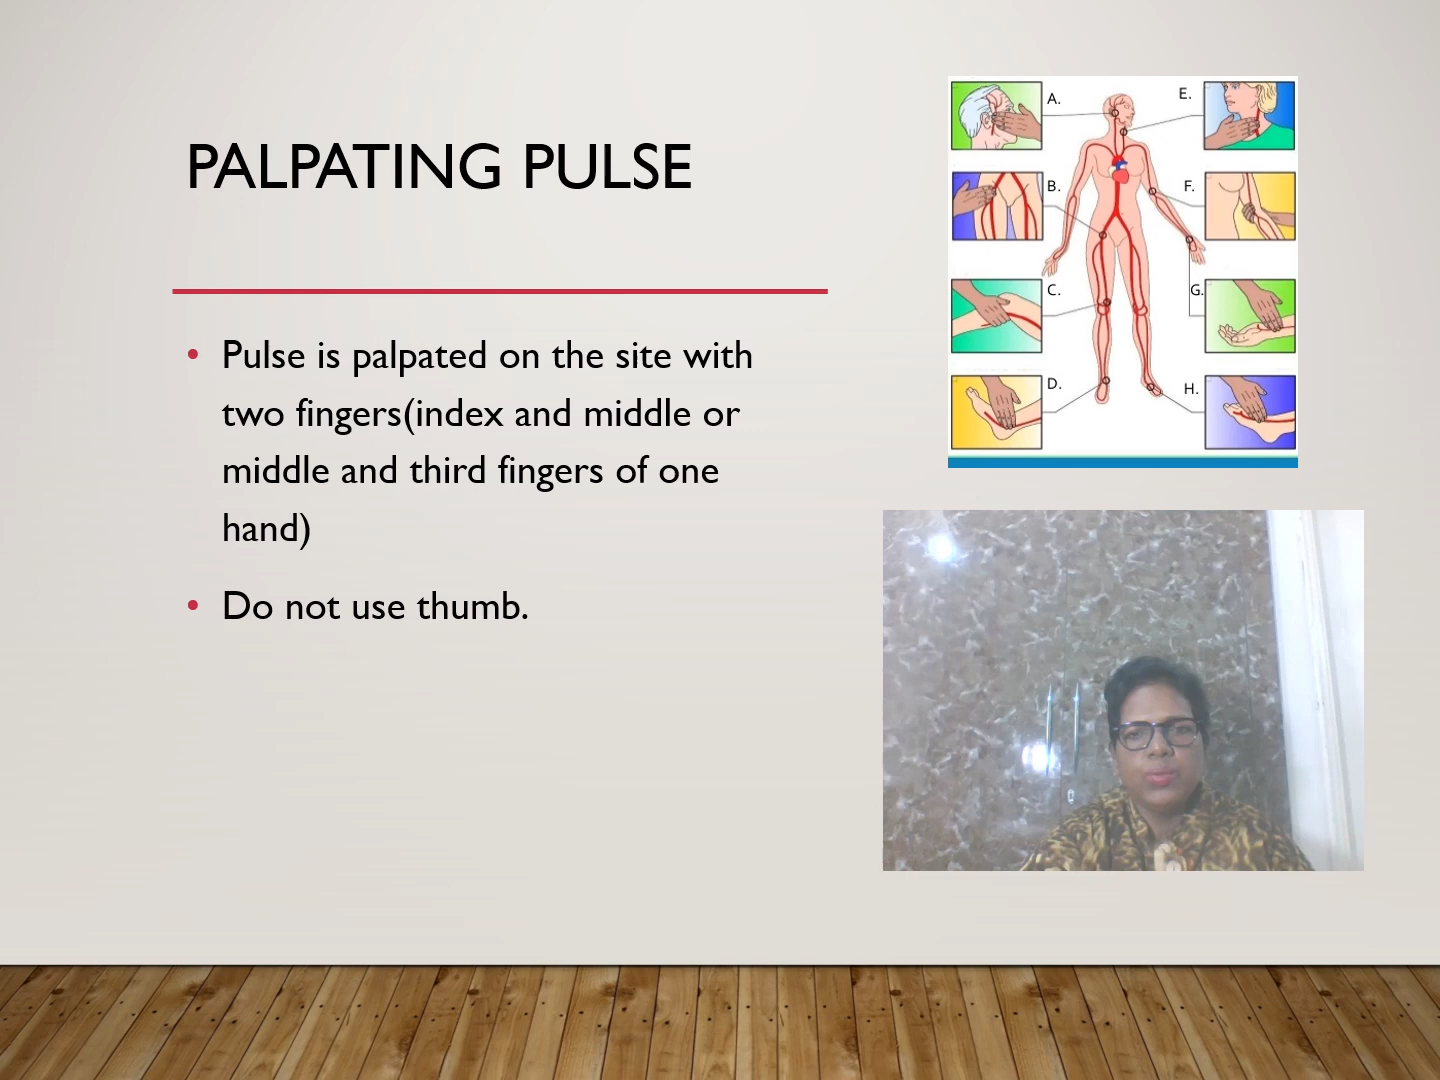 PALPATING PULSE
• Pulse is palpated on the site with
two fingers(index and middle or
middle and third fingers of one
hand)
• Do not use thumb.
A.
E.
B.
F.
C.
G.
D.
H.